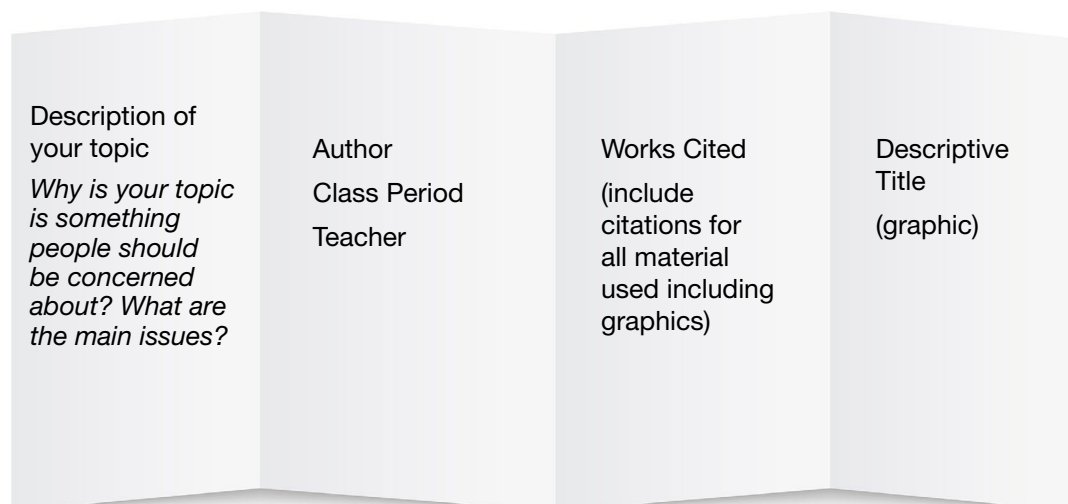 Description of
your topic
Why is your topic
is something
people should
be concerned
about? What are
the main issues?
Author
Class Period
Teacher
Works Cited
(include
citations for
all material
used including
graphics)
Descriptive
Title
(graphic)